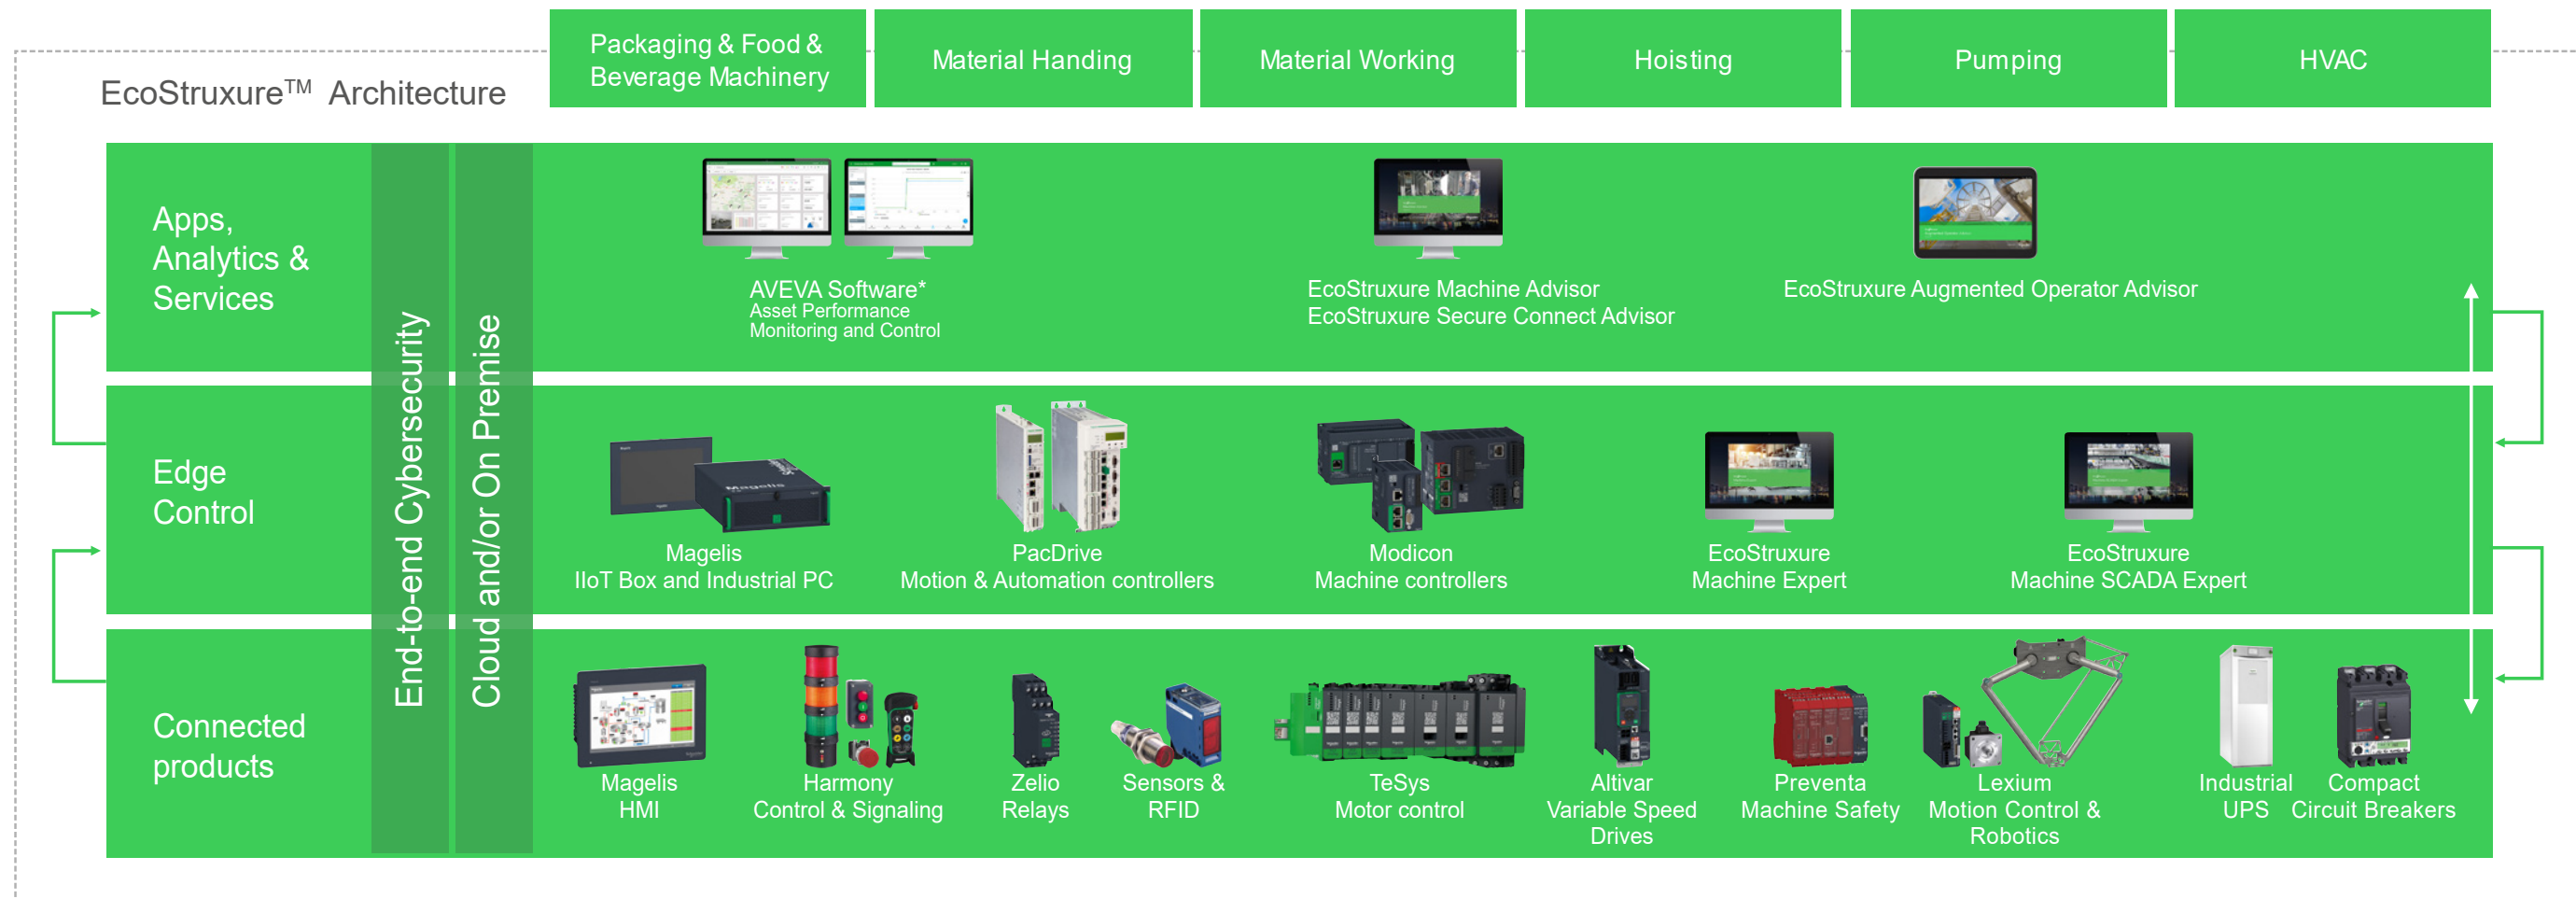 Packaging & Food &
Beverage Machinery
Material Handing
Material Working
Hoisting
Pumping
HVAC
EcoStruxure™ Architecture
Apps,
Analytics &
Services
End-to-end Cybersecurity
Cloud and/or On Premise
AVEVA Software*
Asset Performance
Monitoring and Control
EcoStruxure Machine Advisor
EcoStruxure Secure Connect Advisor
EcoStruxure Augmented Operator Advisor
Edge
Control
Magelis
Magelis
IIoT Box and Industrial PC
PacDrive
Motion & Automation controllers
Modicon
Machine controllers
EcoStruxure
Machine Expert
EcoStruxure
Machine SCADA Expert
Connected
products
Magelis
HMI
Harmony
Control & Signaling
Zelio
Relays
Sensors &
RFID
TeSys
Motor control
Altivar
Variable Speed
Drives
Preventa
Machine Safety
Lexium
Motion Control &
Robotics
Industrial
UPS
Compact
Circuit Breakers